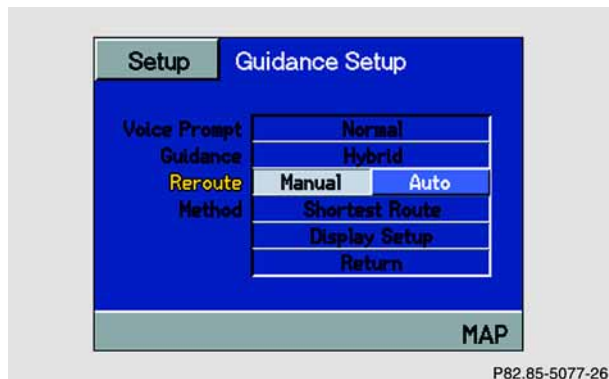 Setup Guidance Setup
Voice Prompt Normal
Guidance Hybrid
Reroute Manual Auto
Method Shortest Route
Display Setup
Return
MAP
P82.85-5077-26